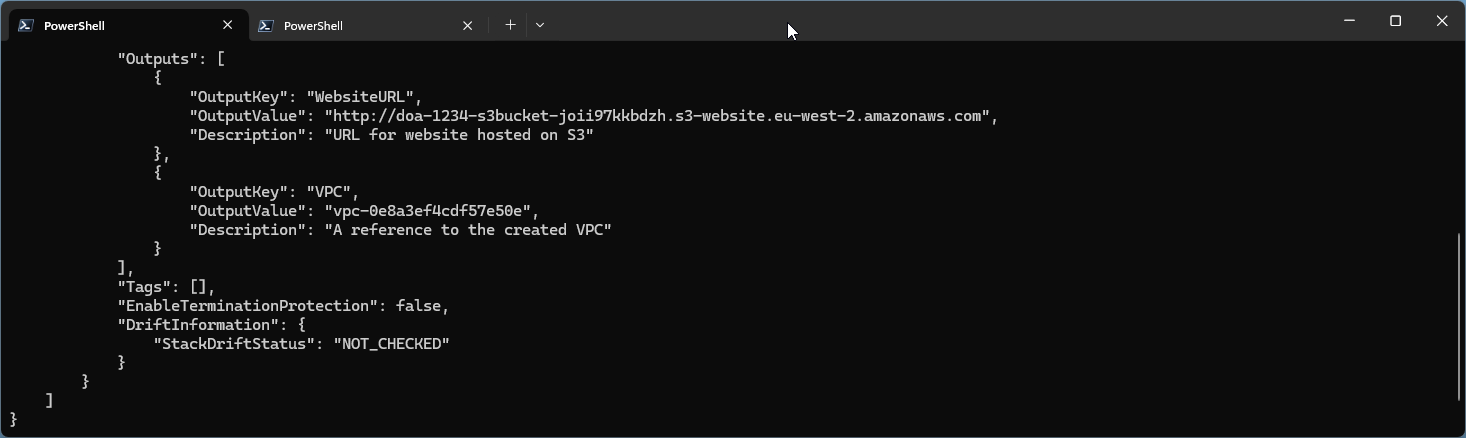 PowerShell
PowerShell
            "Outputs": [
                {
                    "OutputKey": "WebsiteURL",
                    "OutputValue": "http://doa-1234-s3bucket-joii97kkbdzh.s3-website.eu-west-2.amazonaws.com",
                    "Description": "URL for website hosted on S3"
                },
                {
                    "OutputKey": "VPC",
                    "OutputValue": "vpc-0e8a3ef4cdf57e50e",
                    "Description": "A reference to the created VPC"
                }
            ],
            "Tags": [],
            "EnableTerminationProtection": false,
            "DriftInformation": {
                "StackDriftStatus": "NOT_CHECKED"
            }
        }
    ]
}